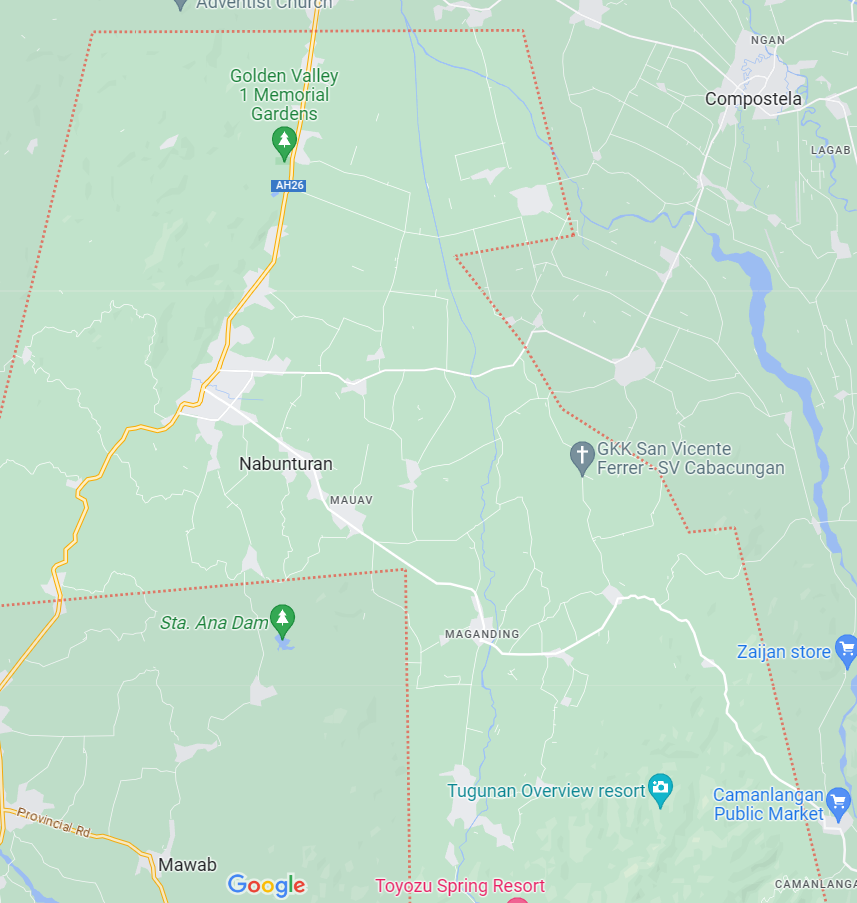 Adventist Church
NGAN
Golden Valley
1 Memorial
Gardens
Compostela
LAGAB
AH26
GKK San Vicente
Ferrer - SV Cabacungan
Nabunturan
MAUAV
Sta. Ana Dam
MAGANDING
Zaijan store
Tugunan Overview resort
Camanlangan
Public Market
Provincial Rd
Mawab
Google
Toyozu Spring Resort
CAMANLANGA